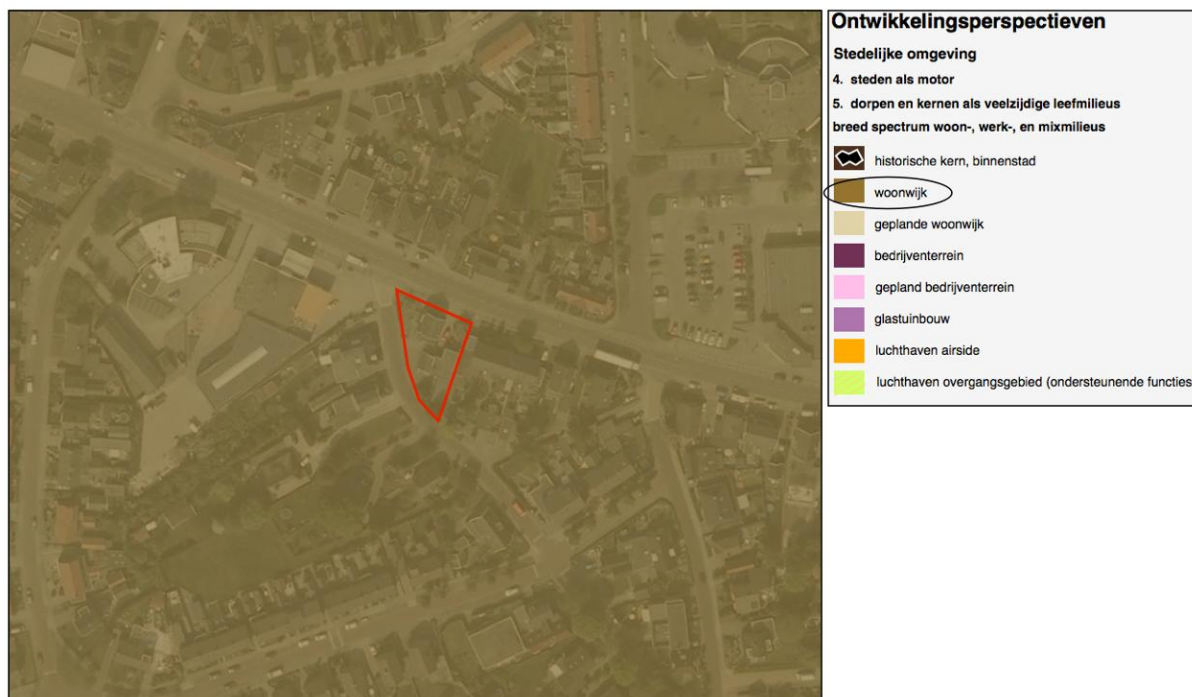 Ontwikkelingsperspectieven
Stedelijke omgeving
4. steden als motor
5. dorpen en kernen als veelzijdige leefmilieus
breed spectrum woon-, werk-, en mixmilieus
historische kern, binnenstad
woonwijk
geplande woonwijk
bedrijventerrein
gepland bedrijventerrein
glastuinbouw
luchthaven airside
luchthaven overgangsgebied (ondersteunende functies